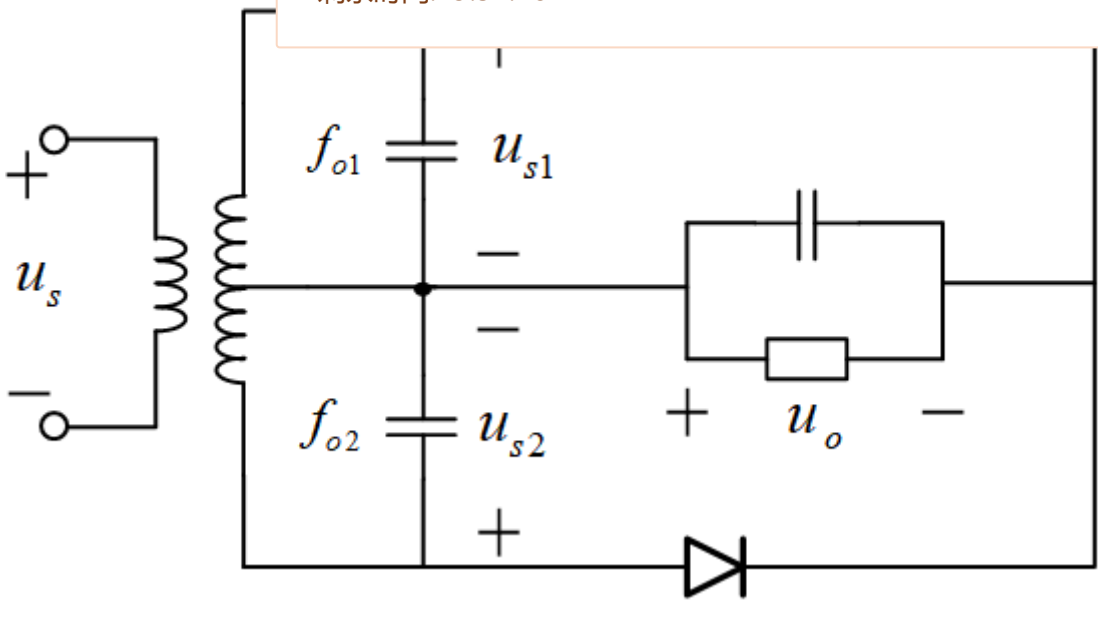 +
f_{o1}
u_{s1}
+
u_s
−
−
−
f_{o2}
u_{s2}
+
u_o
−
+